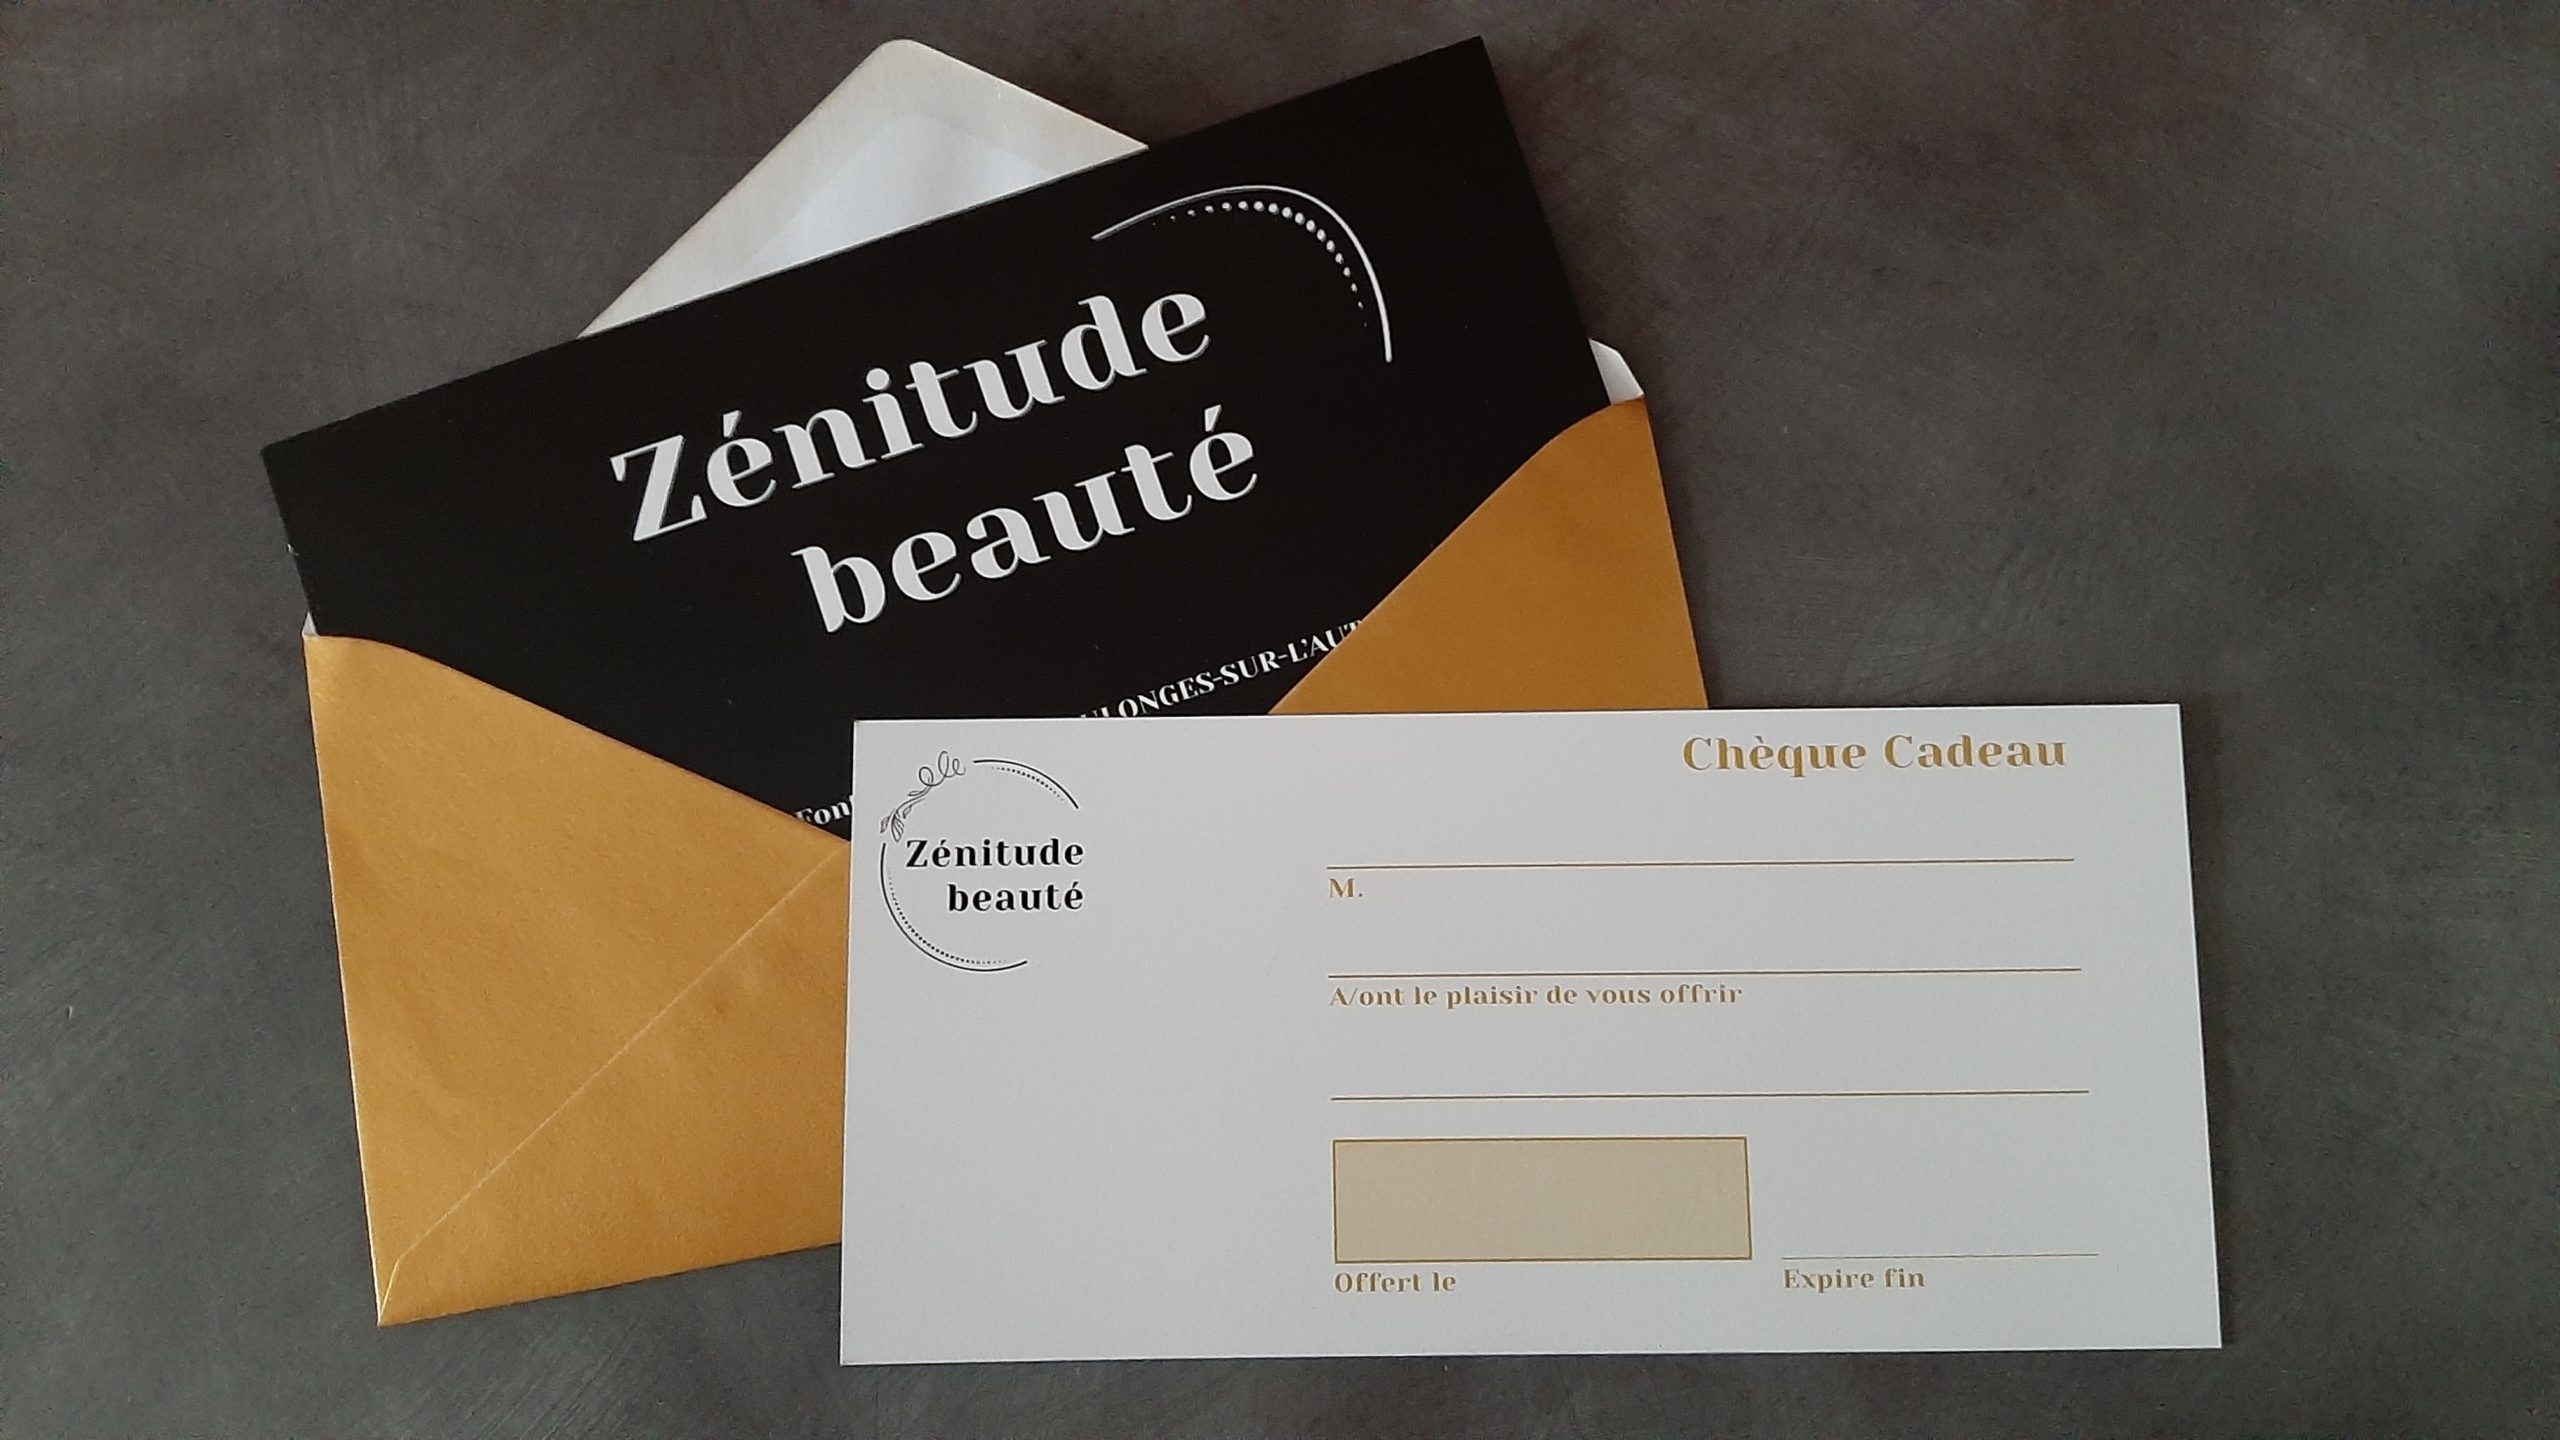 Zénitude
beauté
Chèque Cadeau
Zénitude
beauté
M.
A/ont le plaisir de vous offrir
Offert le
Expire fin